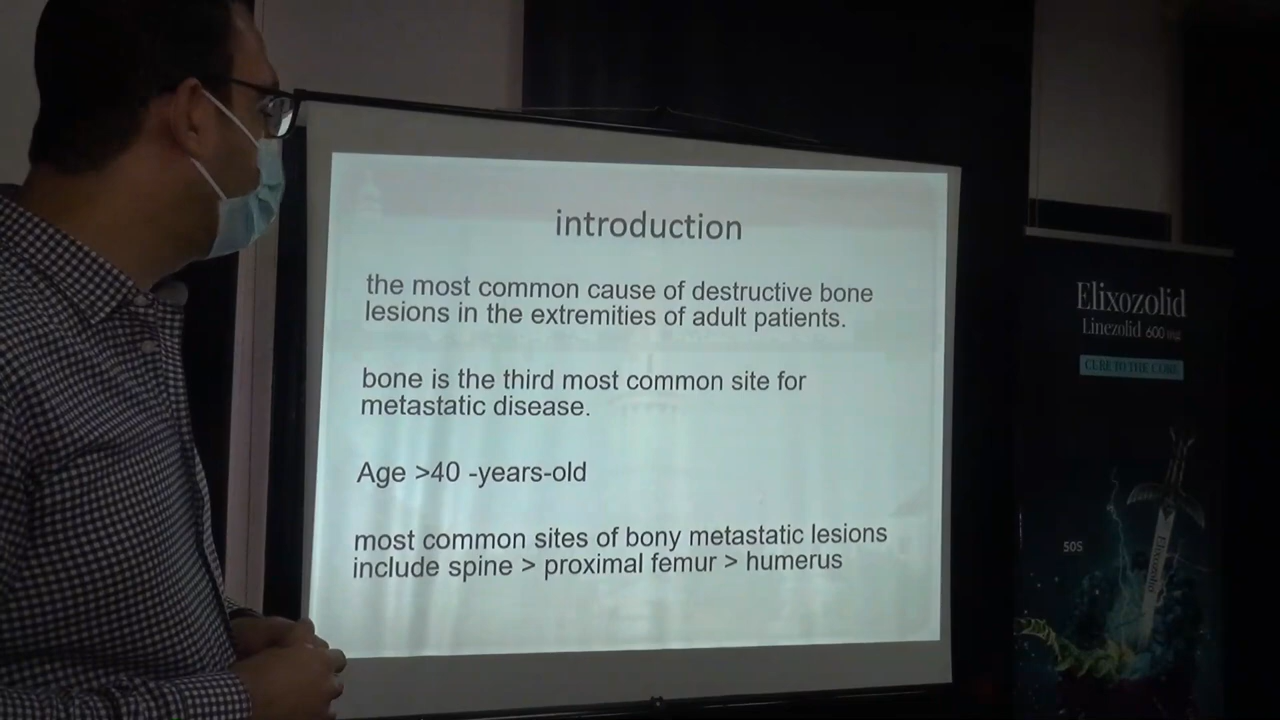 introduction
the most common cause of destructive bone
lesions in the extremities of adult patients.
bone is the third most common site for
metastatic disease.
Age >40 -years-old
most common sites of bony metastatic lesions
include spine > proximal femur > humerus
Elixozolid
Linezolid 600 mg
CURE TO THE CORE
50S
Elixozolid